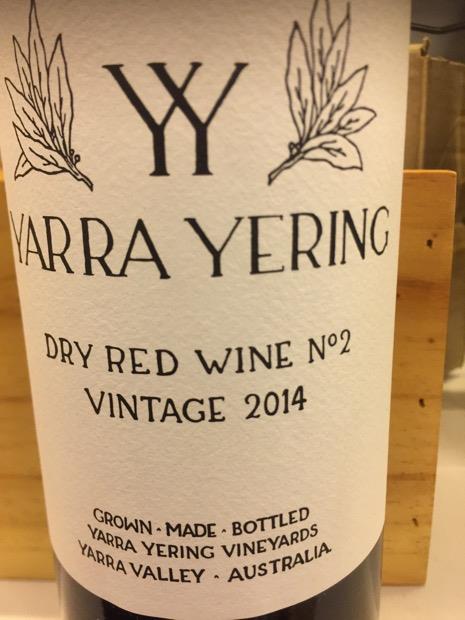 YY
YARRA YERING
DRY RED WINE Nº2
VINTAGE 2014
GROWN · MADE · BOTTLED
YARRA YERING VINEYARDS
YARRA VALLEY · AUSTRALIA